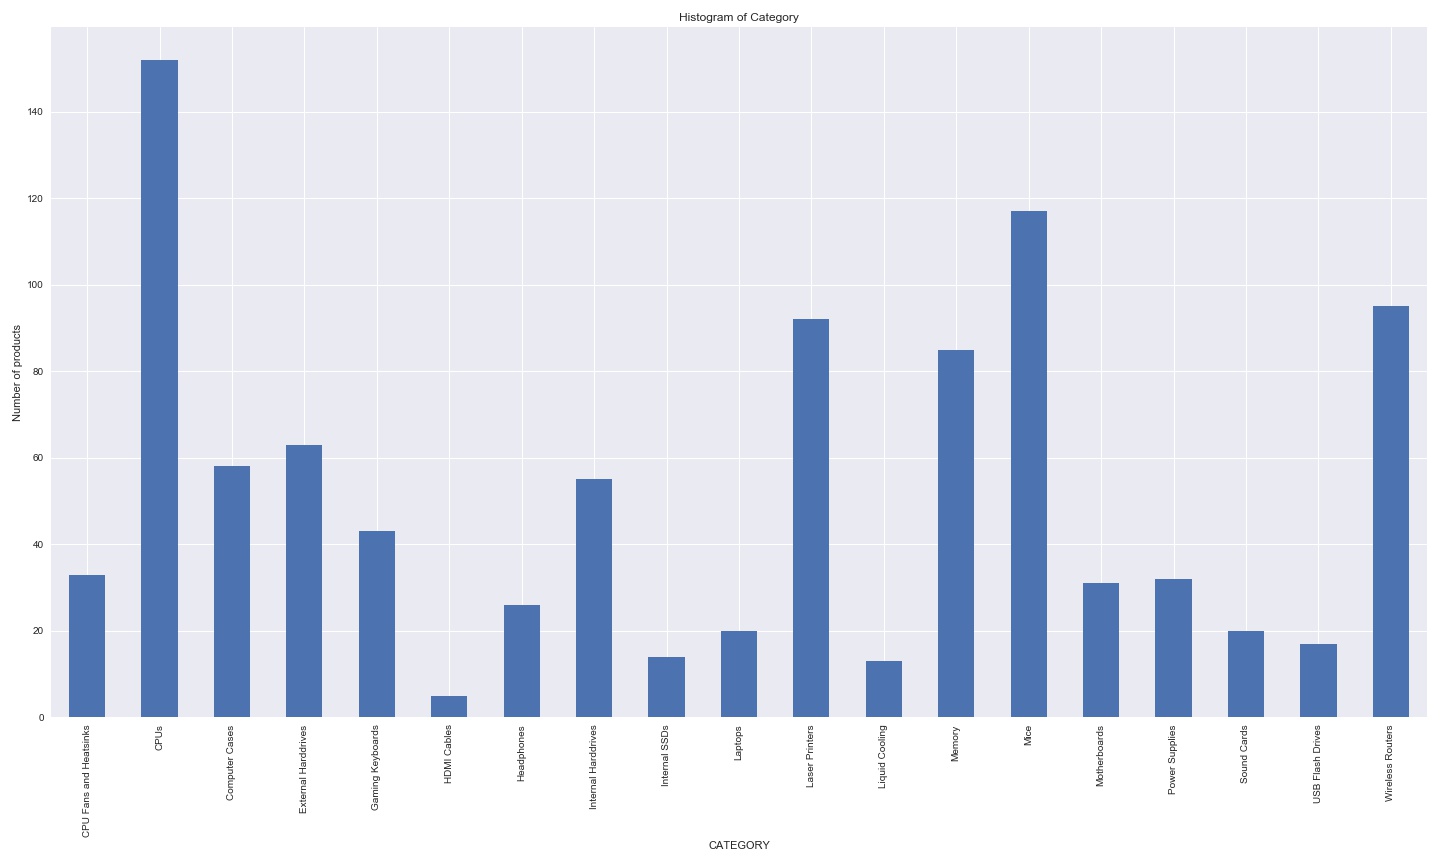 Histogram of Category
Number of products
140
120
100
80
60
40
20
0
CPU Fans and Heatsinks
CPUs
Computer Cases
External Harddrives
Gaming Keyboards
HDMI Cables
Headphones
Internal Harddrives
Internal SSDs
Laptops
Laser Printers
Liquid Cooling
Memory
Mice
Motherboards
Power Supplies
Sound Cards
USB Flash Drives
Wireless Routers
CATEGORY